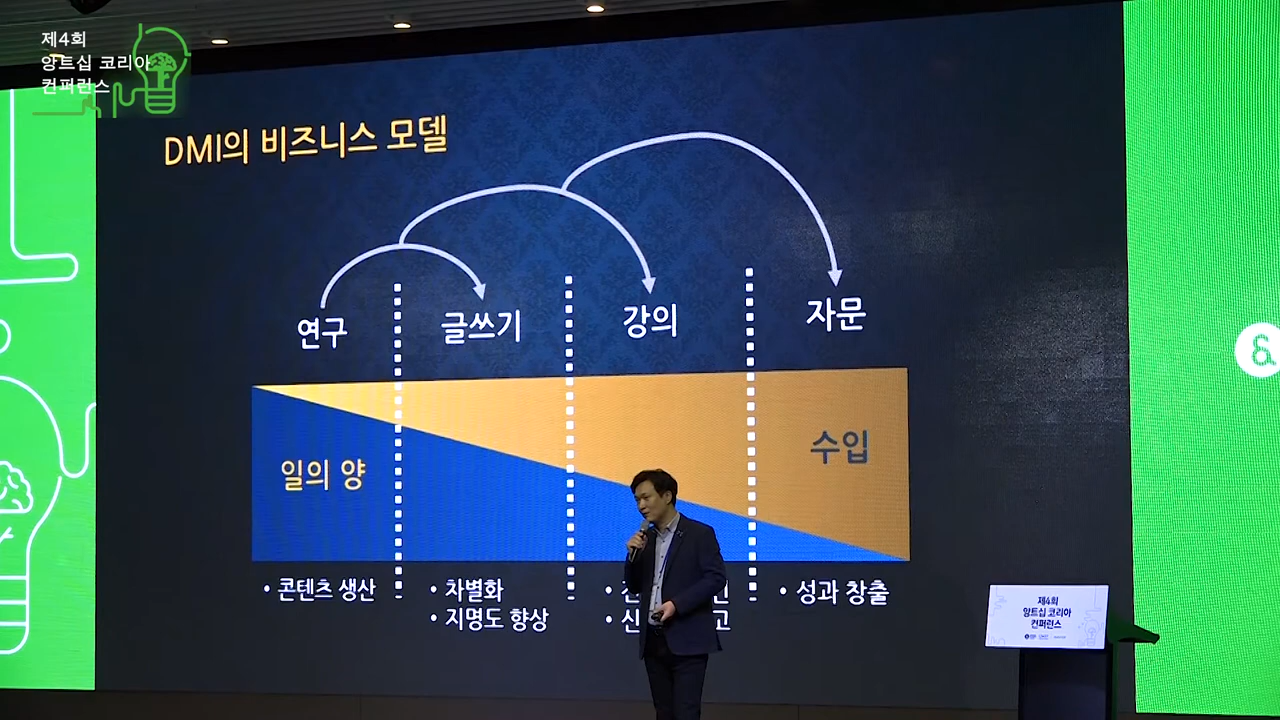 제4회
앙트십 코리아
컨퍼런스
DMI의 비즈니스 모델
연구
글쓰기
강의
자문
일의 양
수입
• 콘텐츠 생산
• 차별화
• 지명도 향상
• 성과 창출
&
제4회
앙트십 코리아
컨퍼런스